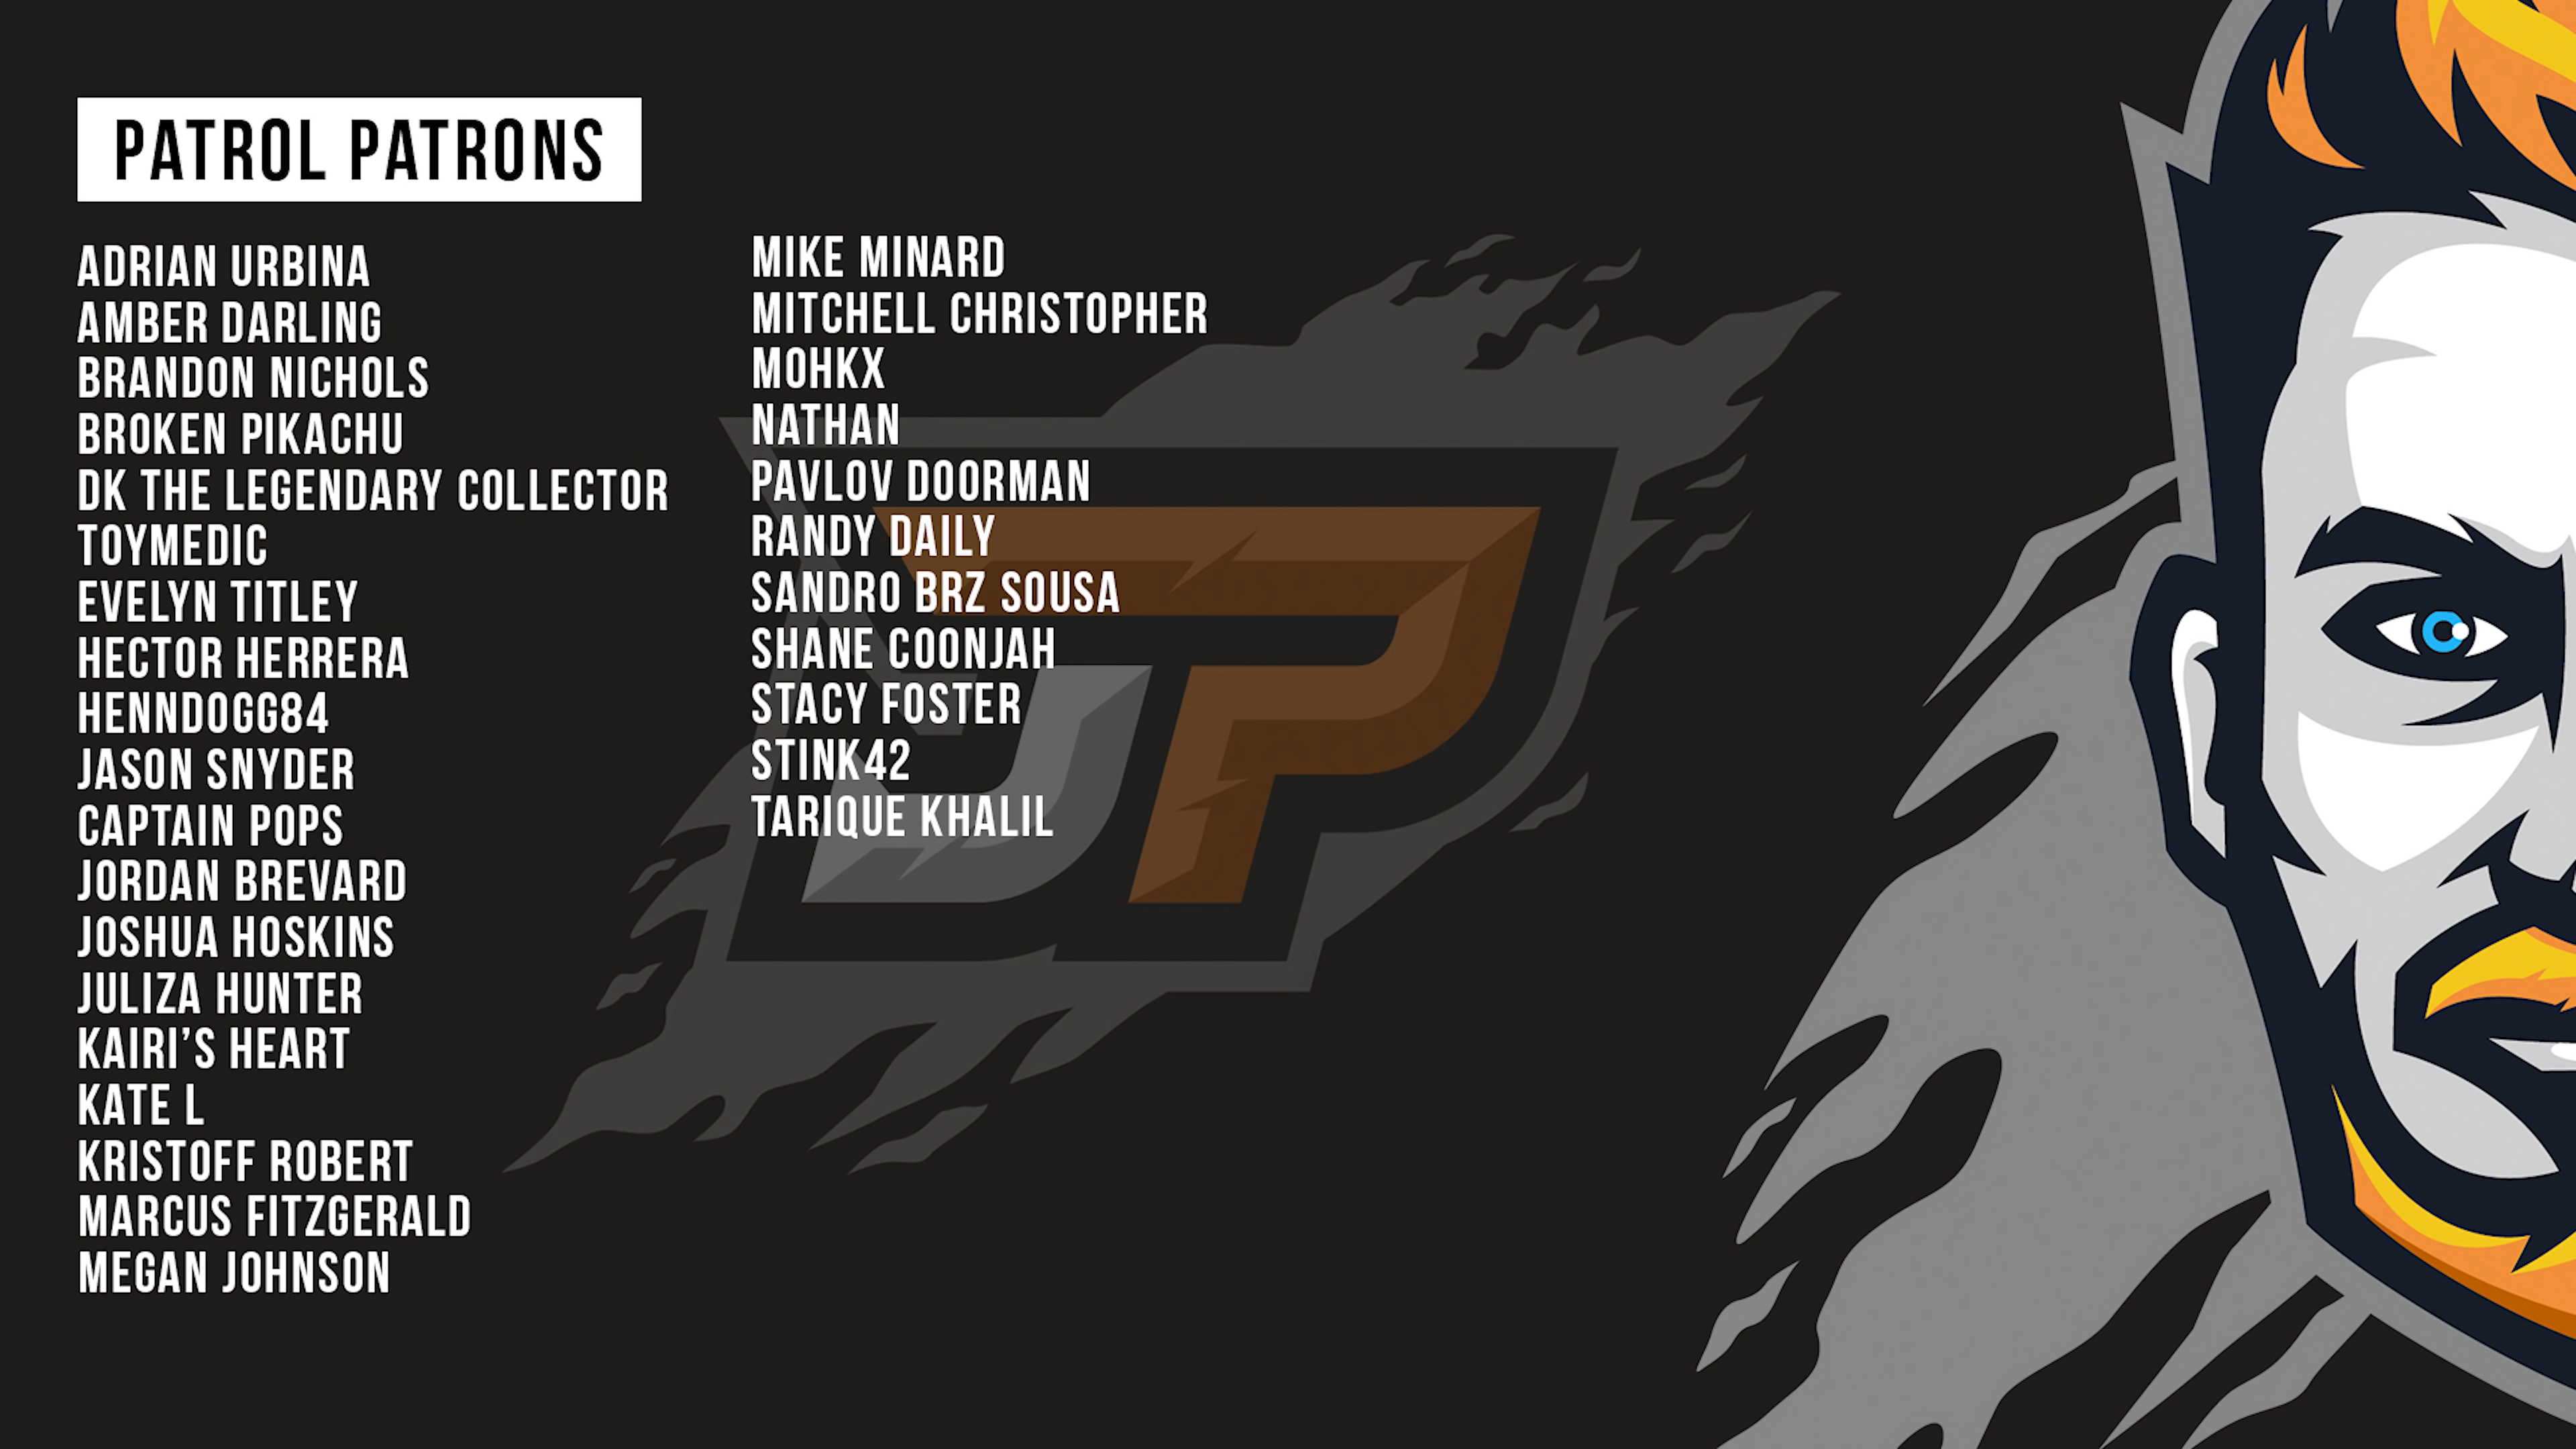 PATROL PATRONS
ADRIAN URBINA
AMBER DARLING
BRANDON NICHOLS
BROKEN PIKACHU
DK THE LEGENDARY COLLECTOR
TOYMEDIC
EVELYN TITLEY
HECTOR HERRERA
HENNDOGG84
JASON SNYDER
CAPTAIN POPS
JORDAN BREVARD
JOSHUA HOSKINS
JULIZA HUNTER
KAIRI’S HEART
KATE L
KRISTOFF ROBERT
MARCUS FITZGERALD
MEGAN JOHNSON
MIKE MINARD
MITCHELL CHRISTOPHER
MOHKX
NATHAN
PAVLOV DOORMAN
RANDY DAILY
SANDRO BRZ SOUSA
SHANE COONJAH
STACY FOSTER
STINK42
TARIQUE KHALIL
JP